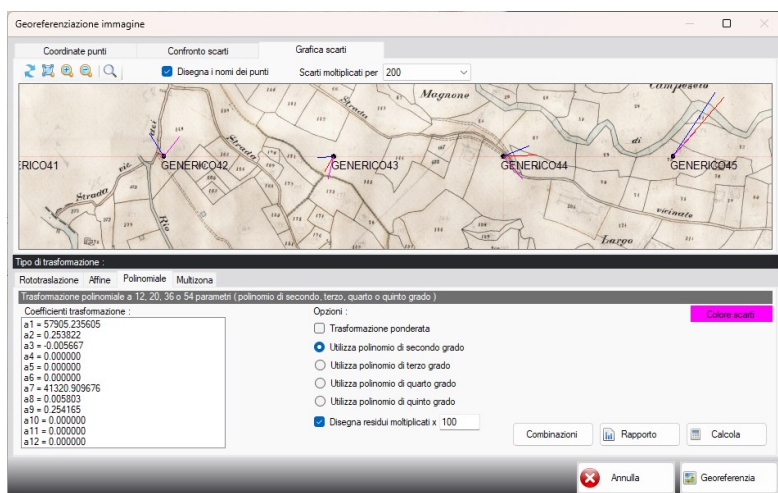 Georeferenziazione immagine
Coordinate punti Confronto scarti Grafica scarti
Disegna i nomi dei punti Scarti moltiplicati per 200
Magnone Campeseto
Strada
Strada
di
ERICO41 GENERICO42 GENERICO43 GENERICO44 GENERICO45
vie
Strada
Rio
vicinale
Largo
Tipo di trasformazione :
Rototraslazione Affine Polinomiale Multizona
Trasformazione polinomiale a 12, 20, 36 o 54 parametri ( polinomio di secondo, terzo, quarto o quinto grado )
Coefficienti trasformazione : Opzioni : Colore scarti
a1 = 57905.235605
a2 = 0.253822
a3 = -0.005667
a4 = 0.000000
a5 = 0.000000
a6 = 0.000000
a7 = 41320.909676
a8 = 0.005803
a9 = 0.254165
a10 = 0.000000
a11 = 0.000000
a12 = 0.000000
Trasformazione ponderata
Utilizza polinomio di secondo grado
Utilizza polinomio di terzo grado
Utilizza polinomio di quarto grado
Utilizza polinomio di quinto grado
Disegna residui moltiplicati x 100
Combinazioni Rapporto Calcola
Annulla Georeferenzia